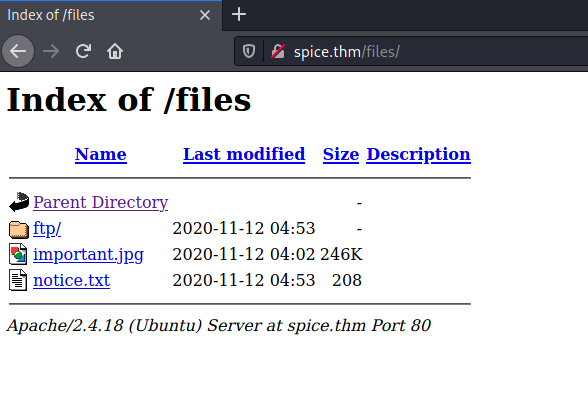 Index of /files
spice.thm/files/
Index of /files
Name Last modified Size Description
Parent Directory -
ftp/ 2020-11-12 04:53 -
important.jpg 2020-11-12 04:02 246K
notice.txt 2020-11-12 04:53 208
Apache/2.4.18 (Ubuntu) Server at spice.thm Port 80